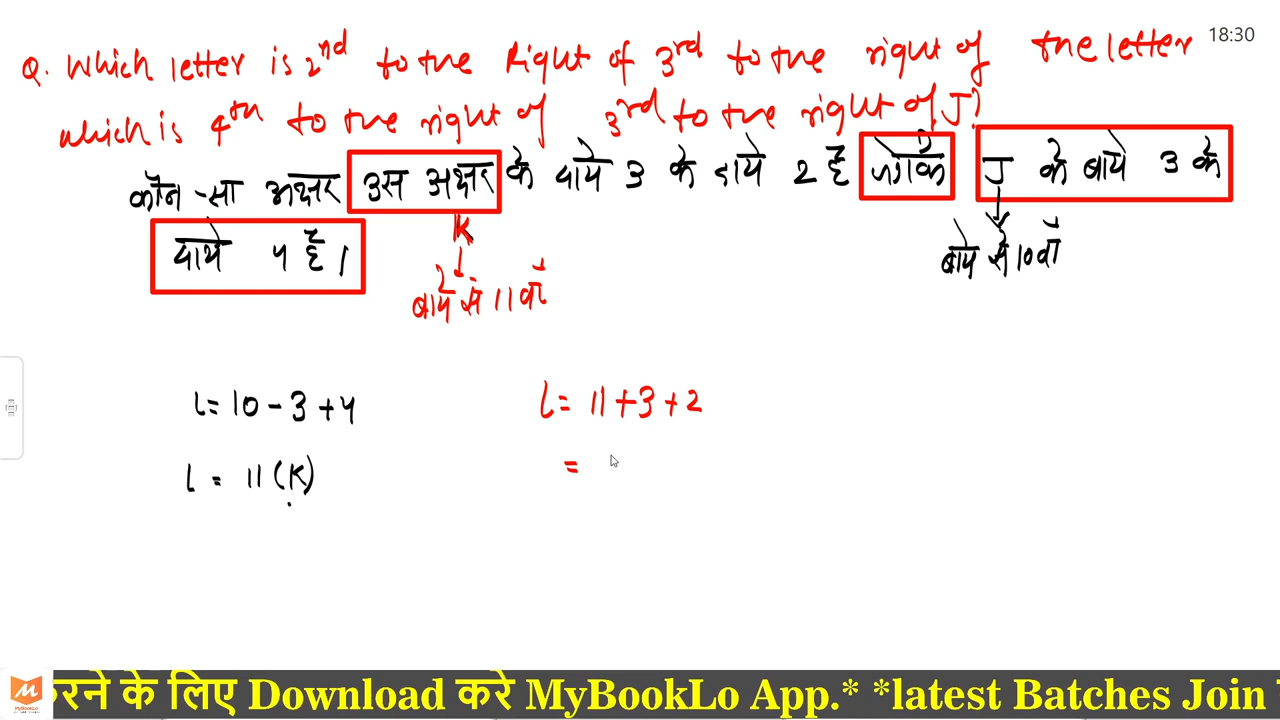 18:30
Q. Which letter is 2nd to the Right of 3rd to the right of the letter
which is 4th to the right of 3rd to the right of J?
कौन-सा अक्षर उस अक्षर के दाये 3 के दाये 2 है जोकि J के बाये 3 के
दाये 4 है।
K
बाये से 11वाँ
बाये से 10वाँ
L= 10-3+4
L= 11+3+2
L = 11(K)
=
करने के लिए Download करे MyBookLo App.* *latest Batches Join
MyBookLo